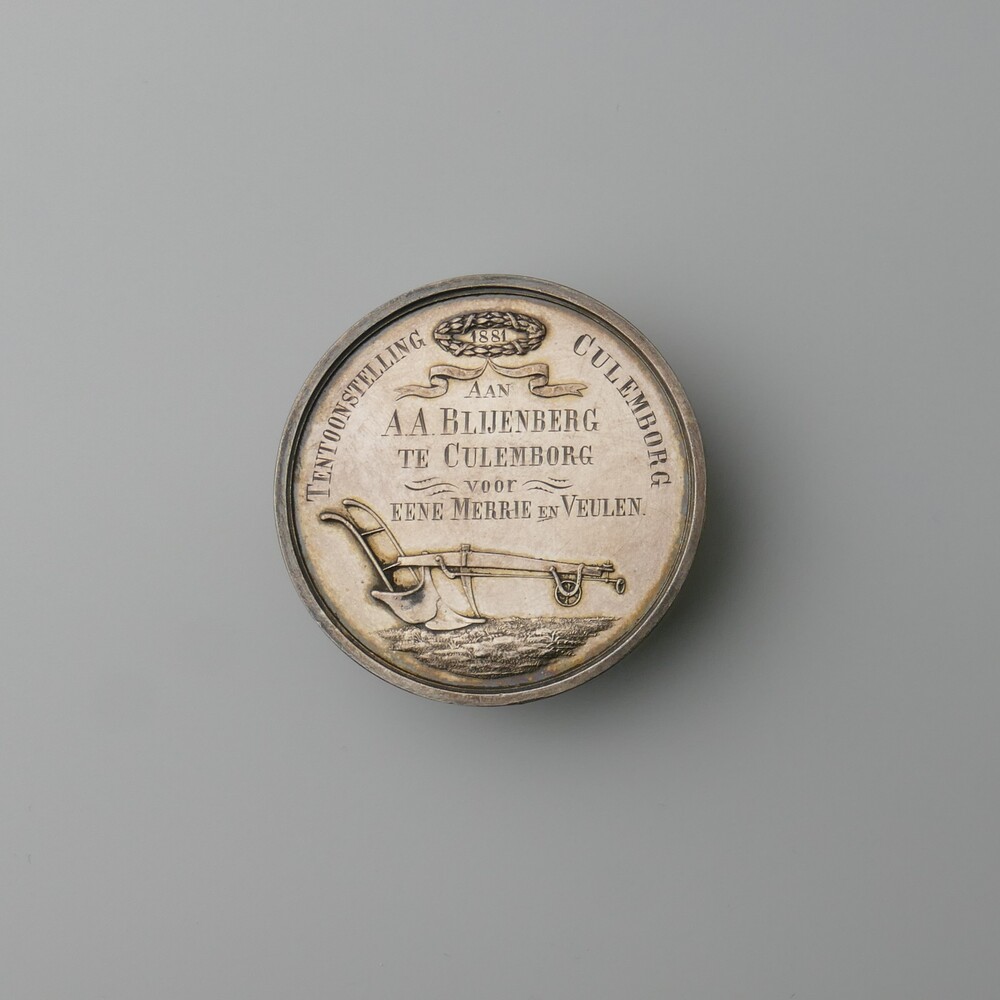 TENTOONSTELLING CULEMBORG
1881
AAN
A.A. BLIJENBERG
TE CULEMBORG
VOOR
EENE MERRIE EN VEULEN.